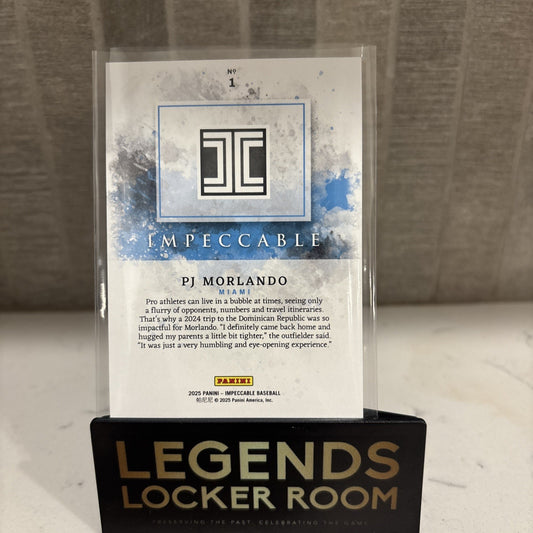 Nº
1
IMPECCABLE
PJ MORLANDO
MIAMI
Pro athletes can live in a bubble at times, seeing only
a flurry of opponents, numbers and travel itineraries.
That's why a 2024 trip to the Dominican Republic was so
impactful for Morlando. "I definitely came back home and
hugged my parents a little bit tighter," the outfielder said.
"It was just a very humbling and eye-opening experience."
PANINI
2025 PANINI – IMPECCABLE BASEBALL
帕尼尼 © 2025 Panini America, Inc.
LEGENDS
LOCKER ROOM
PRESERVING THE PAST, CELEBRATING THE GAME